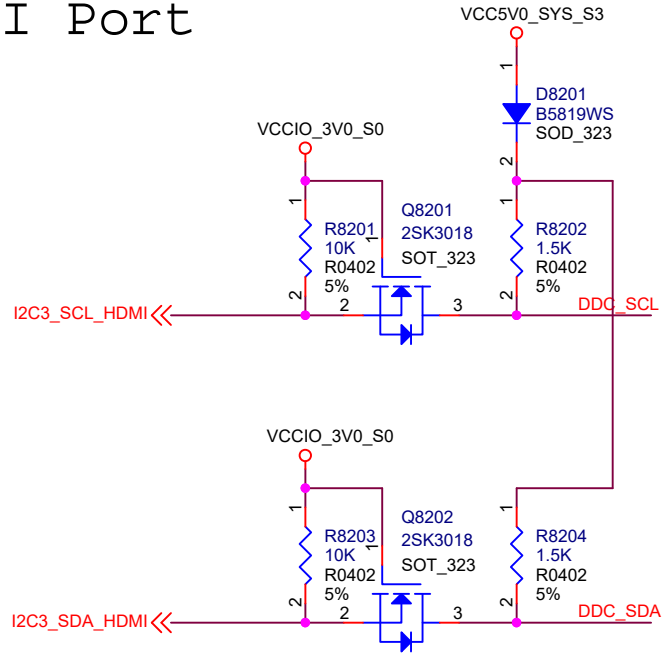 I Port
VCC5V0_SYS_S3
1
D8201
B5819WS
SOD_323
2
VCCIO_3V0_S0
1
R8201
10K
R0402
5%
2
1
Q8201
2SK3018
SOT_323
2
3
1
R8202
1.5K
R0402
5%
2
I2C3_SCL_HDMI
DDC_SCL
VCCIO_3V0_S0
1
R8203
10K
R0402
5%
2
1
Q8202
2SK3018
SOT_323
2
3
1
R8204
1.5K
R0402
5%
2
I2C3_SDA_HDMI
DDC_SDA